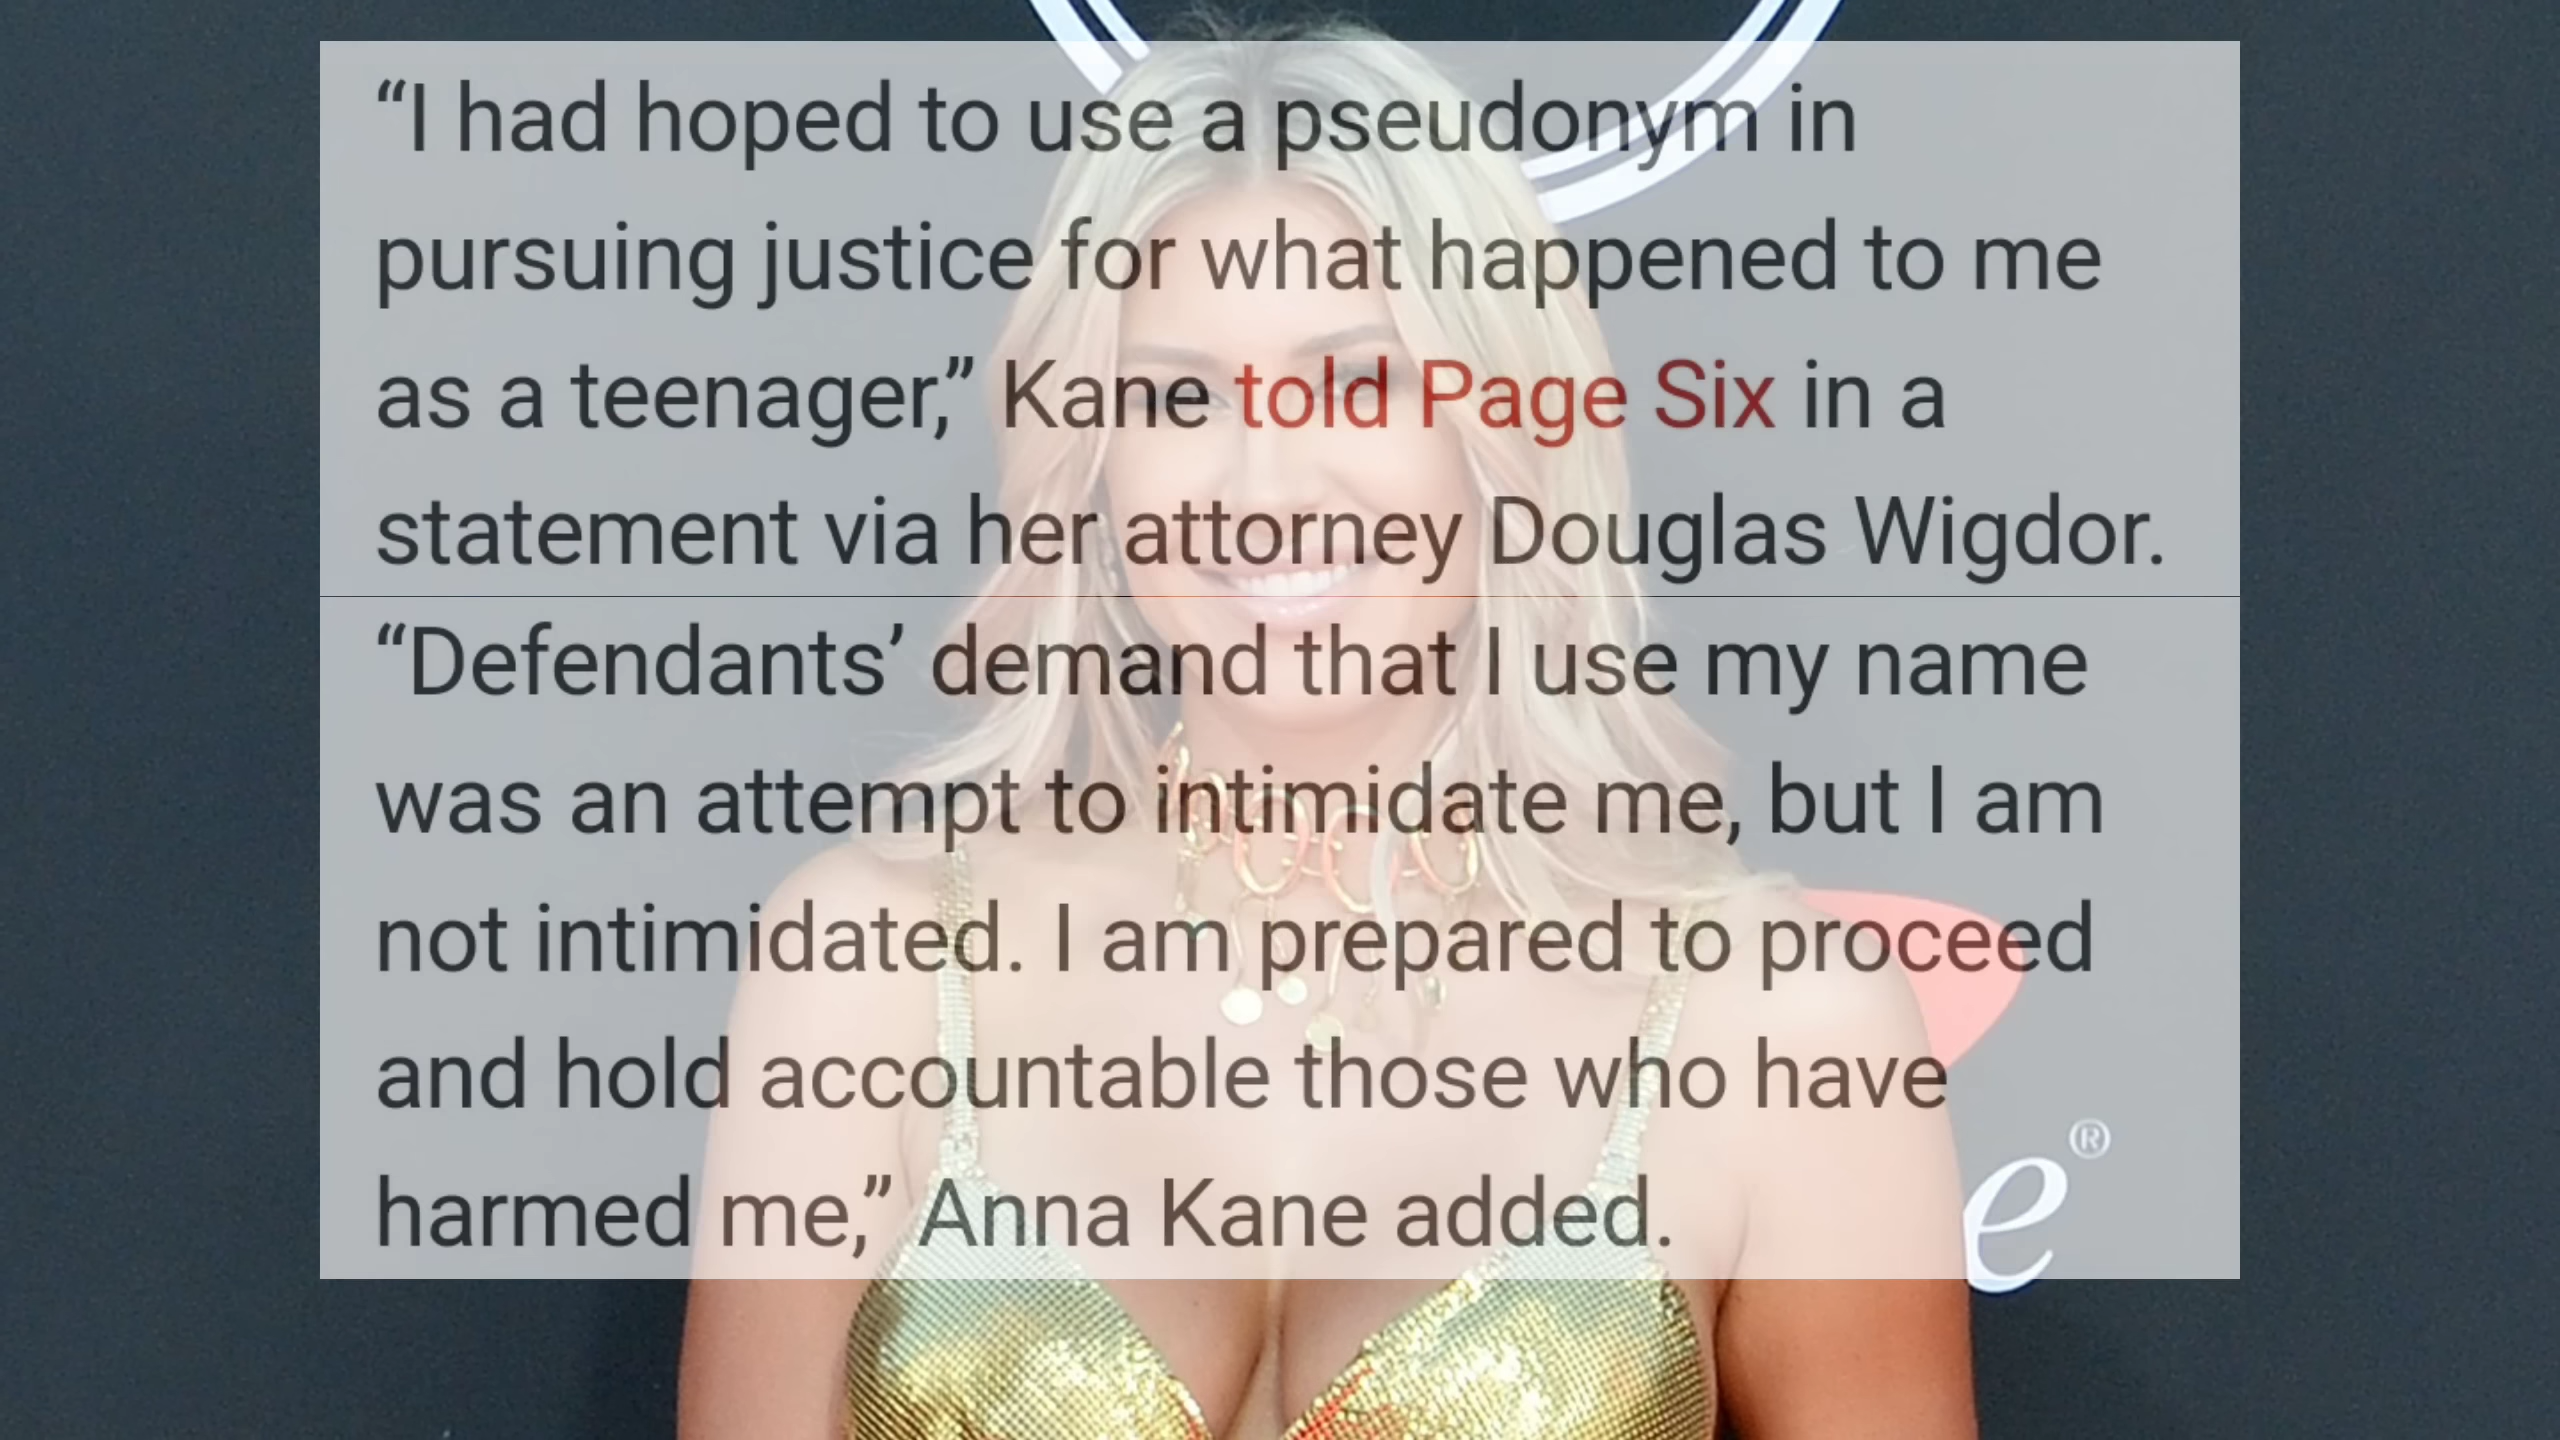 “I had hoped to use a pseudonym in
pursuing justice for what happened to me
as a teenager,” Kane told Page Six in a
statement via her attorney Douglas Wigdor.
“Defendants’ demand that I use my name
was an attempt to intimidate me, but I am
not intimidated. I am prepared to proceed
and hold accountable those who have
harmed me,” Anna Kane added.
e®